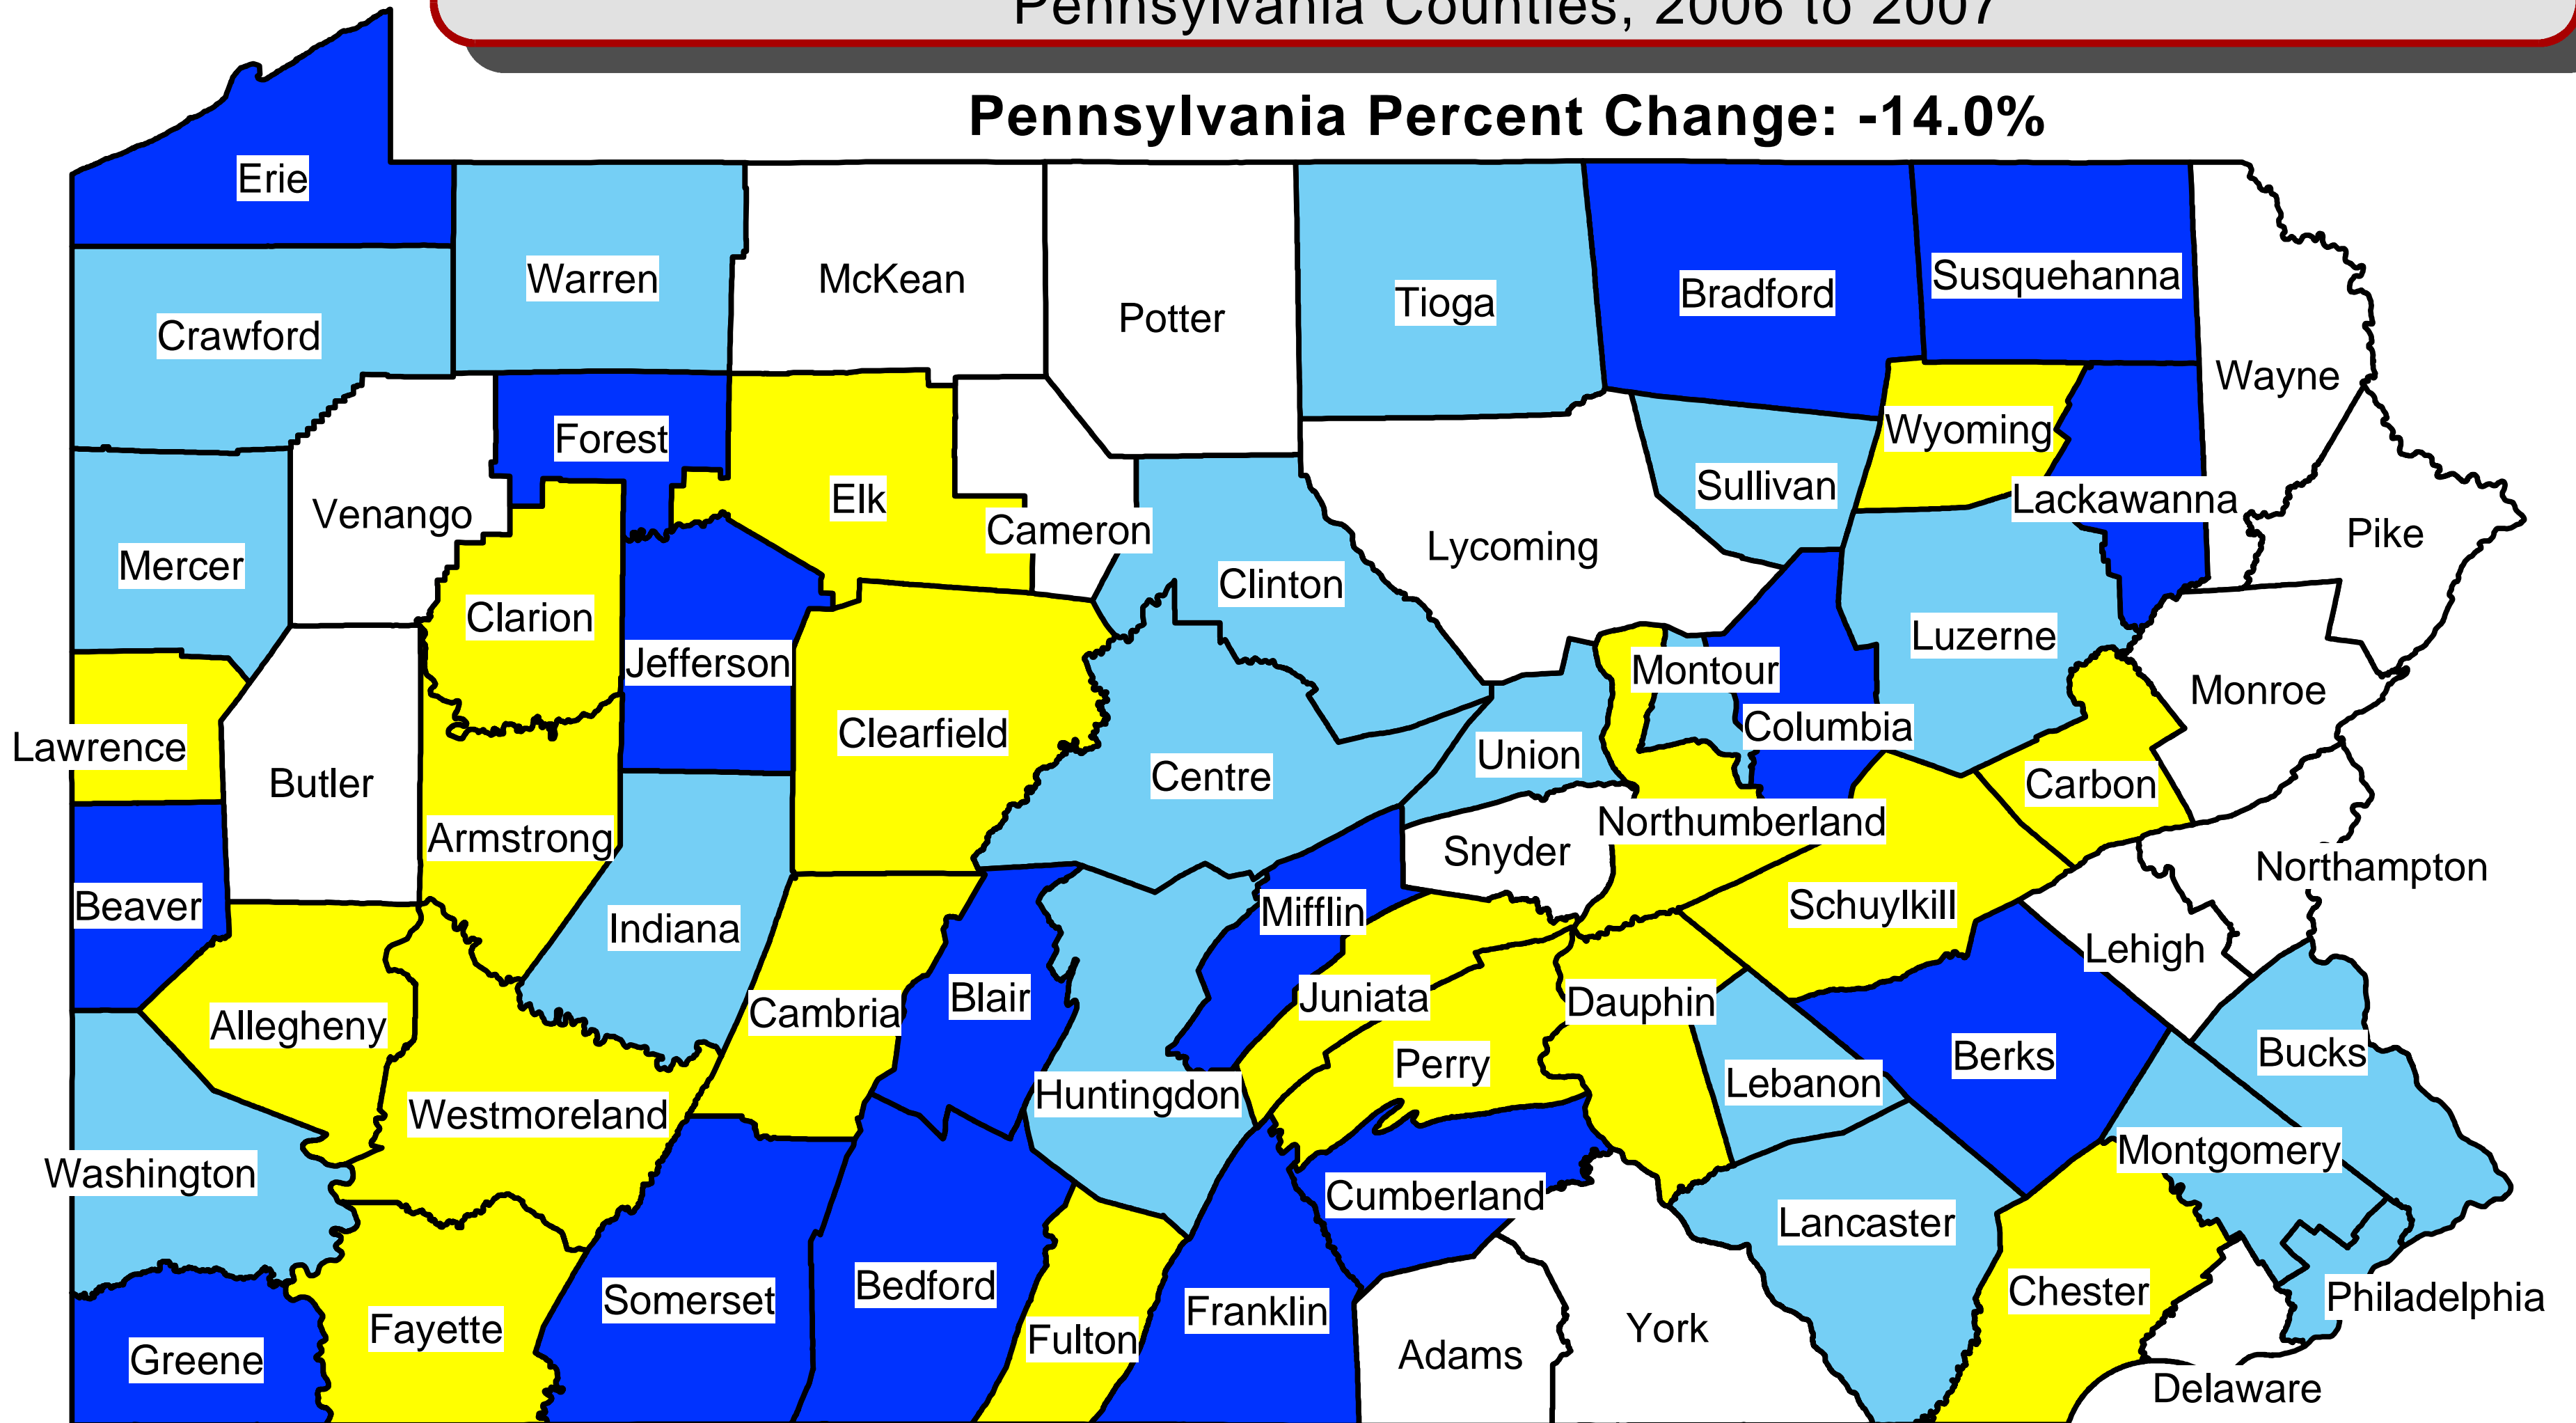 Pennsylvania Counties, 2006 to 2007
Pennsylvania Percent Change: -14.0%
Erie
Warren
McKean
Potter
Tioga
Bradford
Susquehanna
Wayne
Crawford
Forest
Elk
Cameron
Wyoming
Sullivan
Lackawanna
Pike
Venango
Mercer
Clarion
Jefferson
Clinton
Lycoming
Luzerne
Montour
Columbia
Monroe
Lawrence
Butler
Armstrong
Clearfield
Centre
Union
Carbon
Northumberland
Snyder
Northampton
Beaver
Indiana
Mifflin
Schuylkill
Lehigh
Allegheny
Cambria
Blair
Juniata
Dauphin
Perry
Berks
Bucks
Westmoreland
Huntingdon
Lebanon
Montgomery
Washington
Cumberland
Lancaster
Somerset
Bedford
Franklin
Chester
Philadelphia
Greene
Fayette
Fulton
Adams
York
Delaware